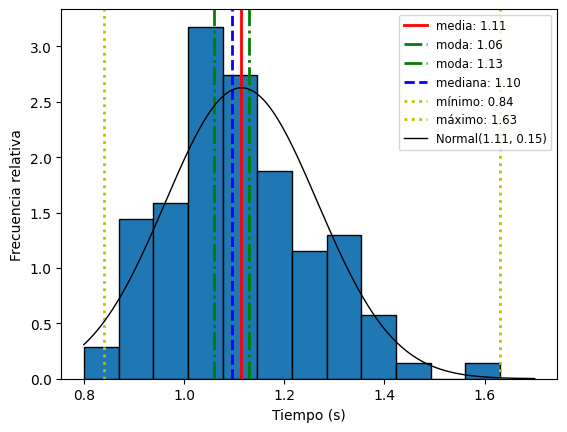 media: 1.11
moda: 1.06
moda: 1.13
mediana: 1.10
mínimo: 0.84
máximo: 1.63
Normal(1.11, 0.15)
Frecuencia relativa
3.0
2.5
2.0
1.5
1.0
0.5
0.0
0.8 1.0 1.2 1.4 1.6
Tiempo (s)